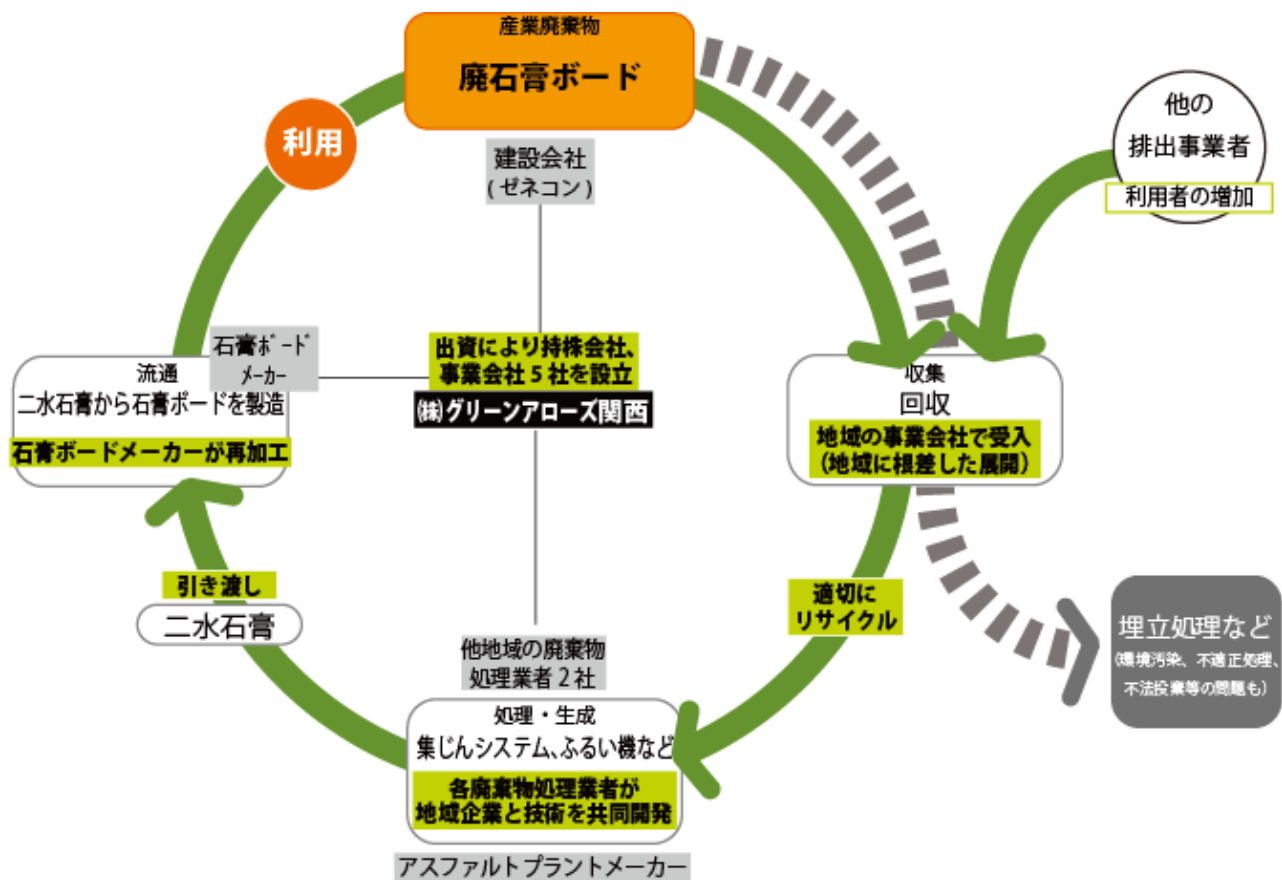 産業廃棄物
廃石膏ボード
利用
建設会社
(ゼネコン)
他の
排出事業者
利用者の増加
石膏ボード
メーカー
流通
二水石膏から石膏ボードを製造
石膏ボードメーカーが再加工
出資により持株会社、
事業会社5社を設立
㈱グリーンアローズ関西
収集
回収
地域の事業会社で受入
(地域に根差した展開)
引き渡し
二水石膏
適切に
リサイクル
埋立処理など
(環境汚染、不適正処理、
不法投棄等の問題も)
他地域の廃棄物
処理業者2社
処理・生成
集じんシステム、ふるい機など
各廃棄物処理業者が
地域企業と技術を共同開発
アスファルトプラントメーカー